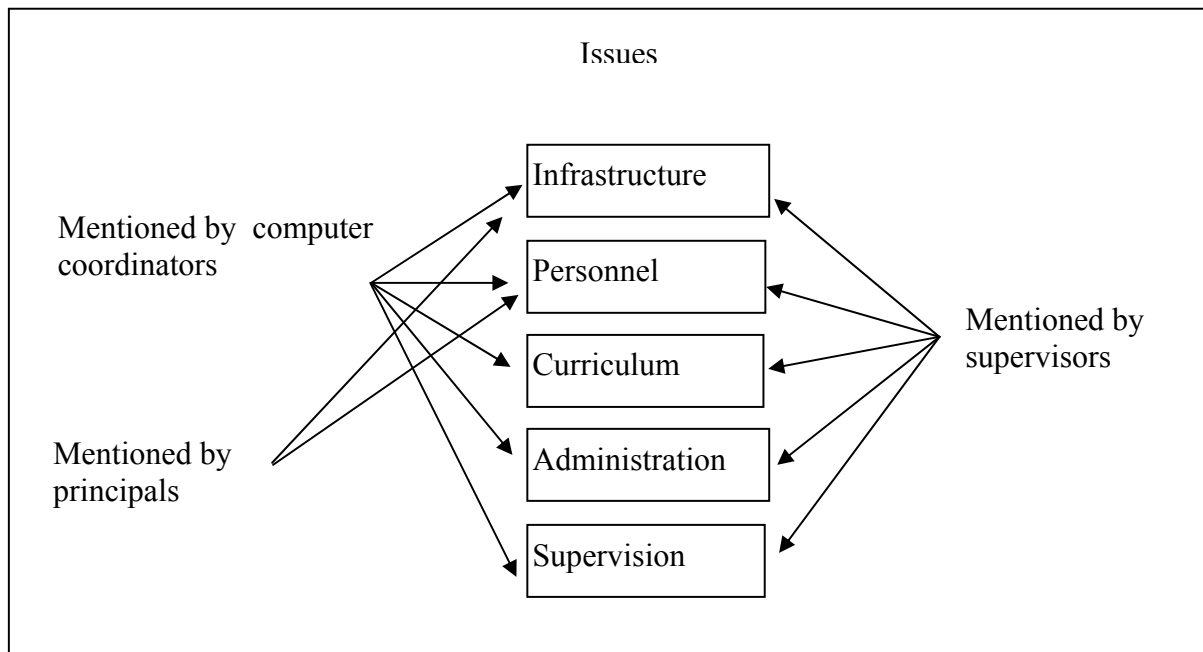 Issues
Infrastructure
Mentioned by computer
coordinators
Personnel
Mentioned by
supervisors
Curriculum
Mentioned by
principals
Administration
Supervision